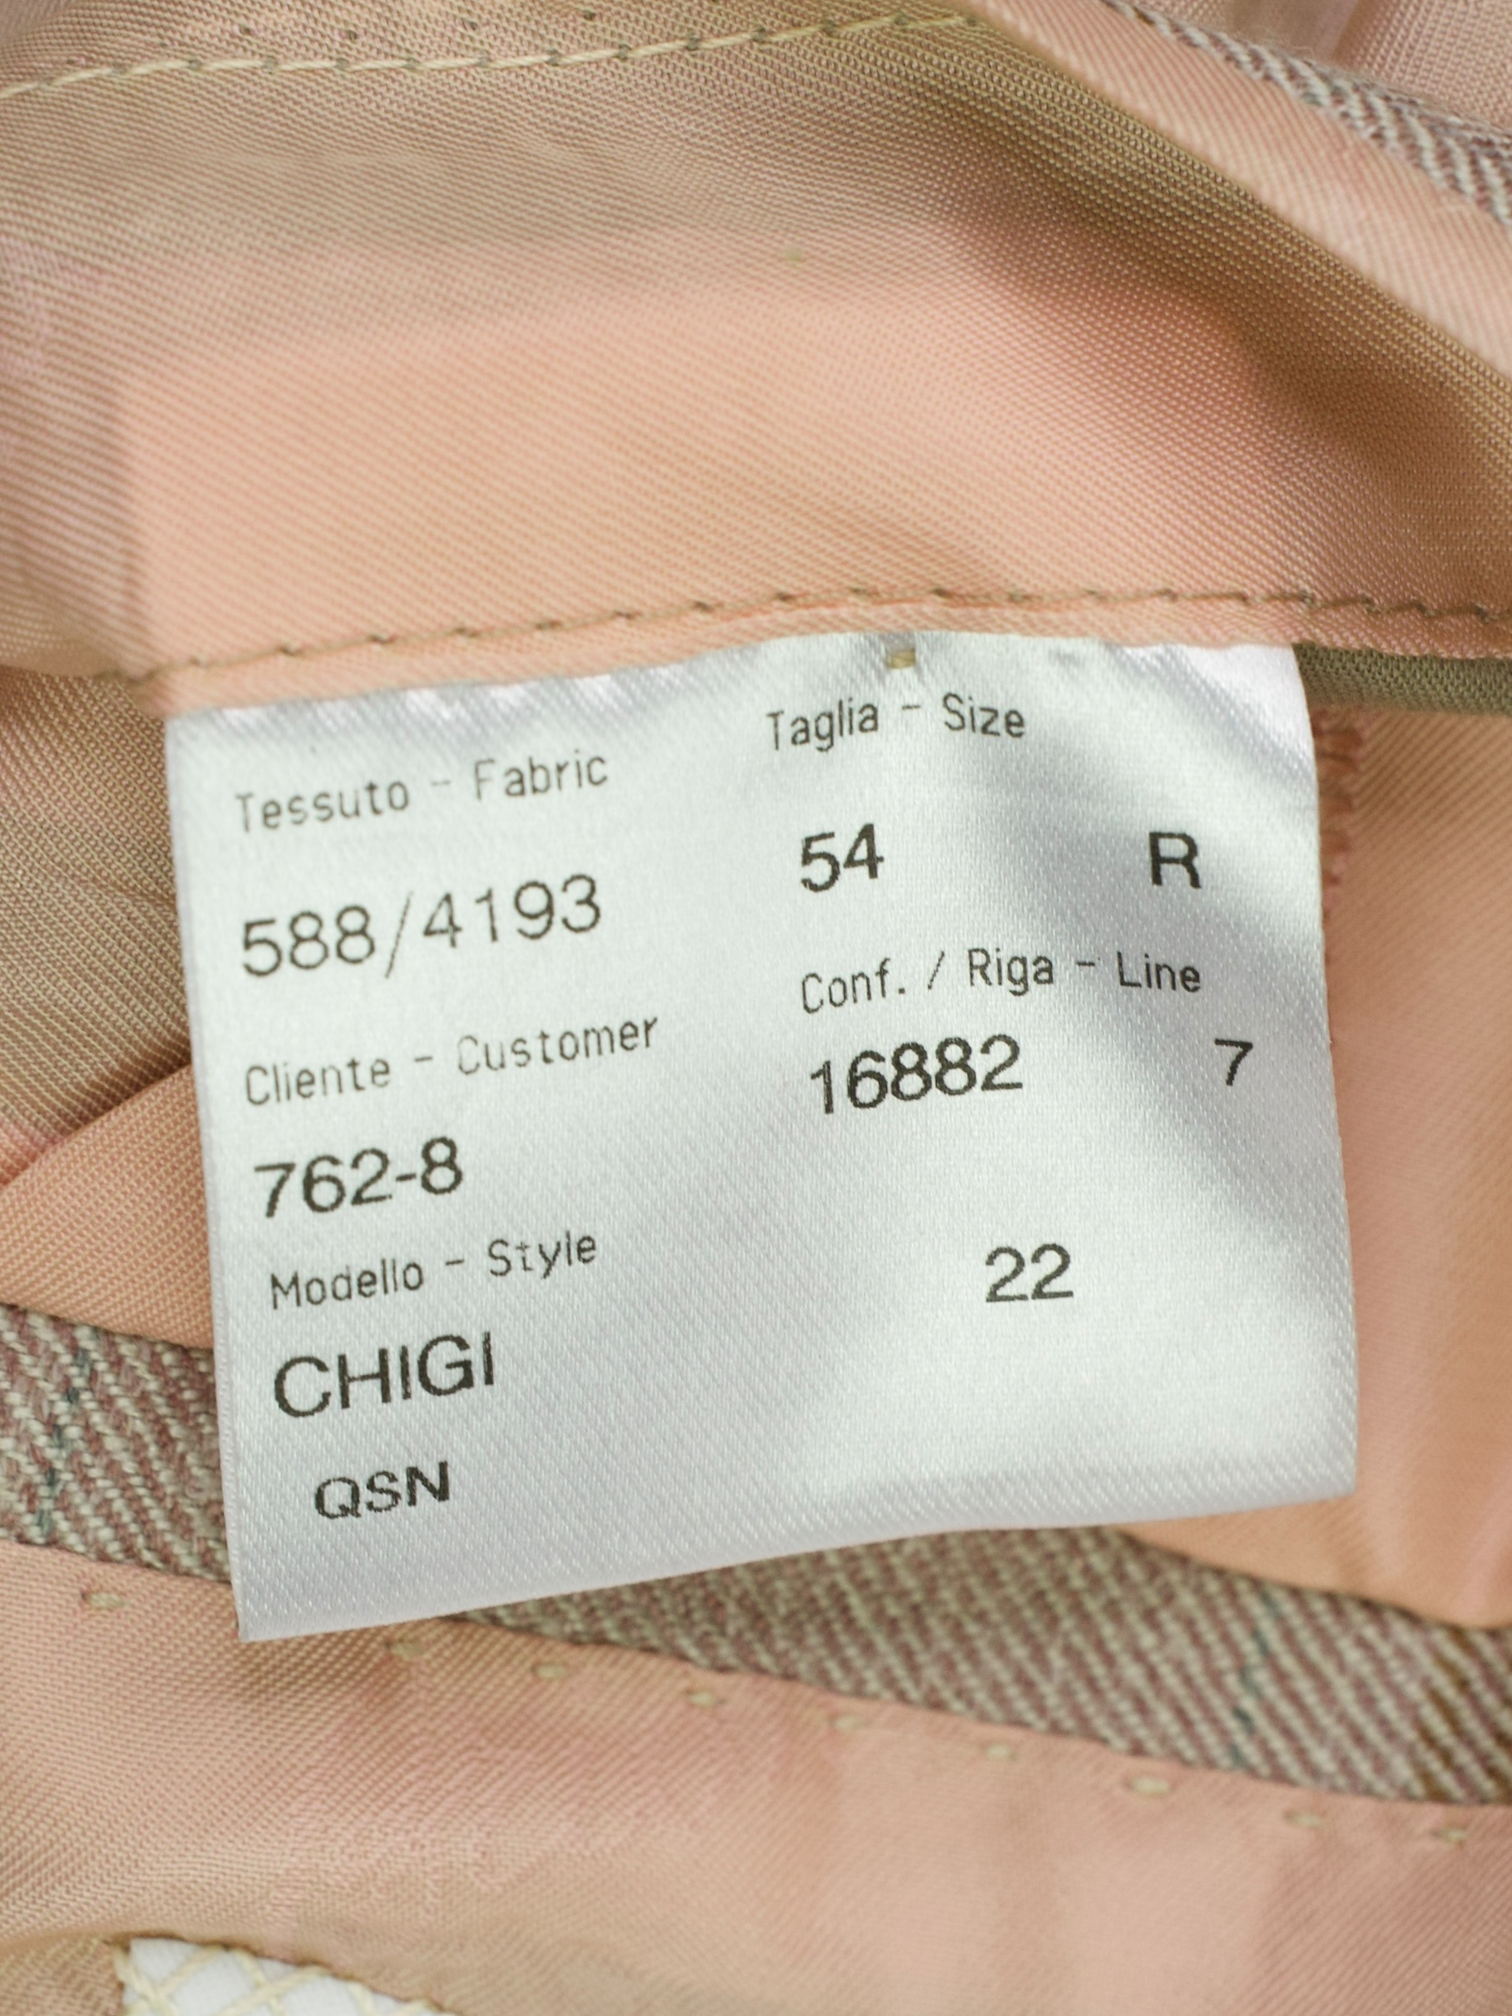 Tessuto - Fabric
588/4193
Cliente - Customer
762-8
Modello - Style
CHIGI
QSN
Taglia - Size
54 R
Conf. / Riga - Line
16882 7
22